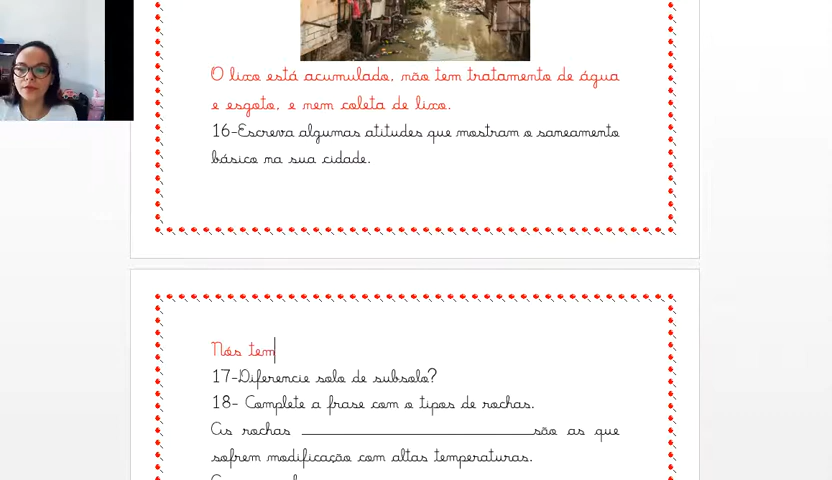 O lixo está acumulado, não tem tratamento de água
e esgoto, e nem coleta de lixo.
16-Escreva algumas atitudes que mostram o saneamento
básico na sua cidade.
Nós tem
17-Diferencie solo de subsolo?
18- Complete a frase com o tipos de rochas.
As rochas ______________________________são as que
sofrem modificação com altas temperaturas.